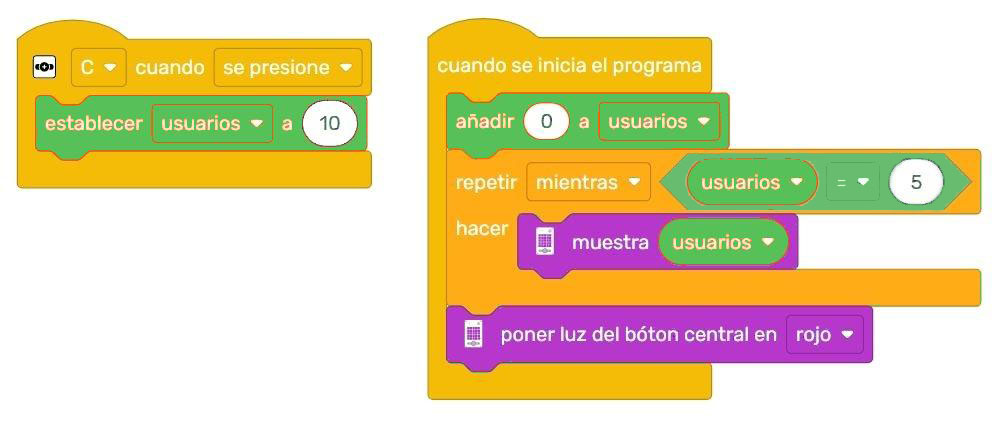 C cuando se presione
establecer usuarios a 10
cuando se inicia el programa
añadir 0 a usuarios
repetir mientras usuarios = 5
hacer muestra usuarios
poner luz del bóton central en rojo